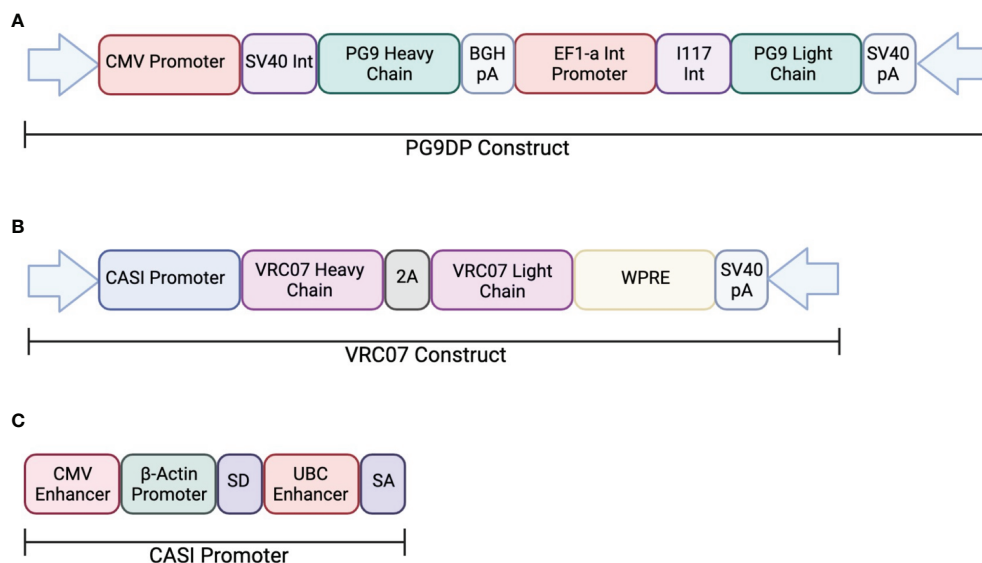 A
CMV Promoter
SV40 Int
PG9 Heavy
Chain
BGH
pA
EF1-a Int
Promoter
I117
Int
PG9 Light
Chain
SV40
pA
PG9DP Construct
B
CASI Promoter
VRC07 Heavy
Chain
2A
VRC07 Light
Chain
WPRE
SV40
pA
VRC07 Construct
C
CMV
Enhancer
β-Actin
Promoter
SD
UBC
Enhancer
SA
CASI Promoter